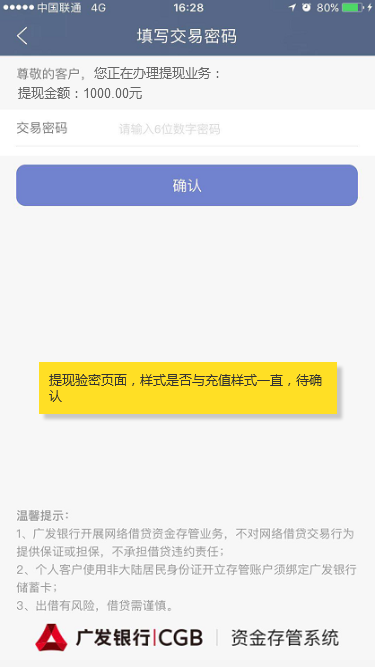 中国联通 4G 16:28 80%
填写交易密码
尊敬的客户，您正在办理提现业务：
提现金额：1000.00元
交易密码 请输入6位数字密码
确认
提现验密页面，样式是否与充值样式一直，待确
认
温馨提示：
1、广发银行开展网络借贷资金存管业务，不对网络借贷交易行为
提供保证或担保，不承担借贷违约责任；
2、个人客户使用非大陆居民身份证开立存管账户须绑定广发银行
储蓄卡；
3、出借有风险，借贷需谨慎。
广发银行|CGB 资金存管系统